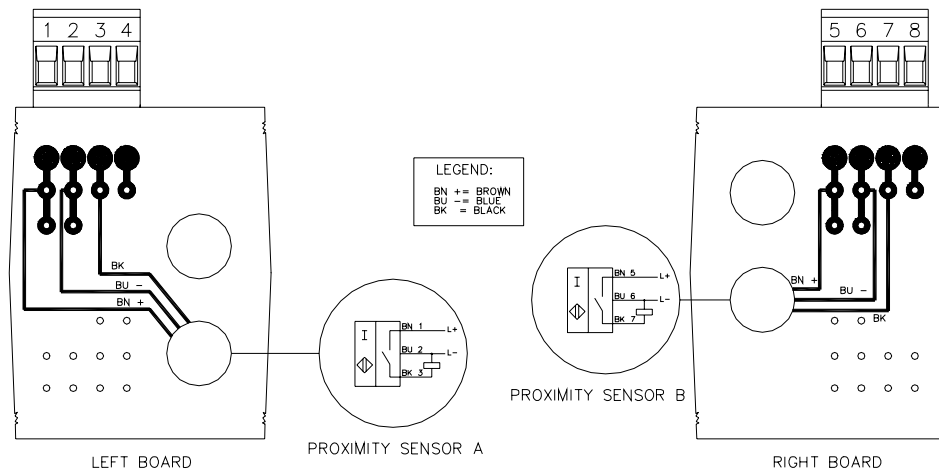 1 2 3 4
BK
BU -
BN +
LEFT BOARD
I
BN 1 L+
BU 2 L-
BK 3
PROXIMITY SENSOR A
LEGEND:
BN += BROWN
BU -= BLUE
BK = BLACK
I
BN 5 L+
BU 6 L-
BK 7
PROXIMITY SENSOR B
5 6 7 8
BN +
BU -
BK
RIGHT BOARD